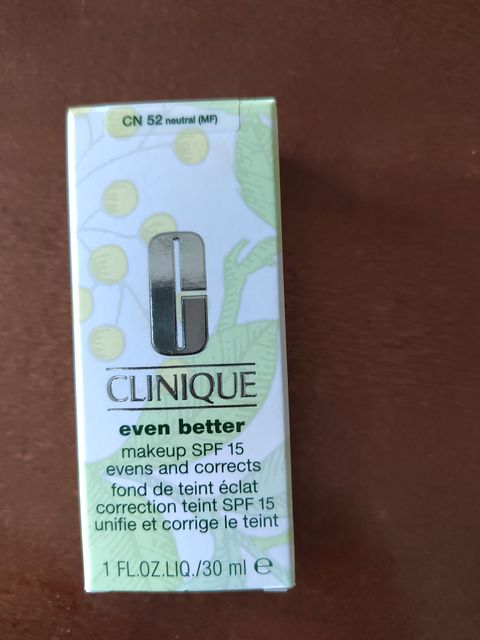 CN 52 neutral (MF)
CLINIQUE
even better
makeup SPF 15
evens and corrects
fond de teint éclat
correction teint SPF 15
unifie et corrige le teint
1 FL.OZ.LIQ./30 ml ℮